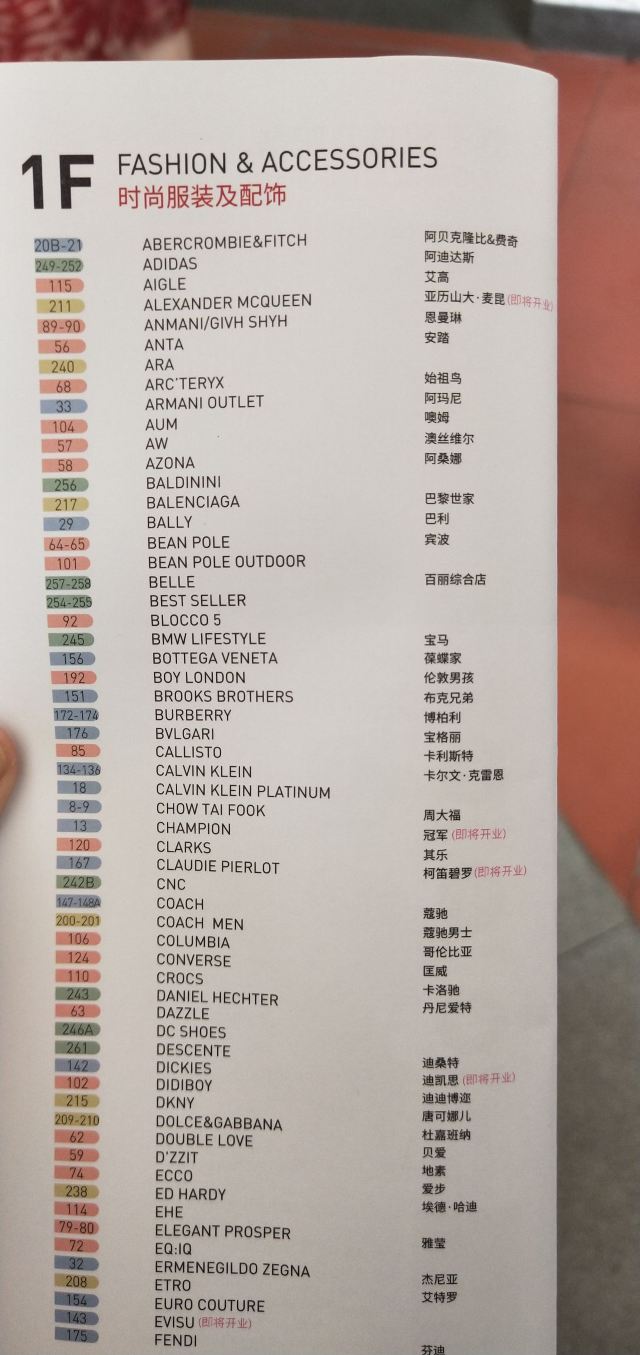 1F FASHION & ACCESSORIES
时尚服装及配饰
20B-21 ABERCROMBIE&FITCH 阿贝克隆比&费奇
249-252 ADIDAS 阿迪达斯
115 AIGLE 艾高
211 ALEXANDER MCQUEEN 亚历山大·麦昆(即将开业)
89-90 ANMANI/GIVH SHYH 恩曼琳
56 ANTA 安踏
240 ARA
68 ARC'TERYX 始祖鸟
33 ARMANI OUTLET 阿玛尼
104 AUM 噢姆
57 AW 澳丝维尔
58 AZONA 阿桑娜
256 BALDININI
217 BALENCIAGA 巴黎世家
29 BALLY 巴利
64-65 BEAN POLE 宾波
101 BEAN POLE OUTDOOR
257-258 BELLE 百丽综合店
254-255 BEST SELLER
92 BLOCCO 5
245 BMW LIFESTYLE 宝马
156 BOTTEGA VENETA 葆蝶家
192 BOY LONDON 伦敦男孩
151 BROOKS BROTHERS 布克兄弟
172-174 BURBERRY 博柏利
176 BVLGARI 宝格丽
85 CALLISTO 卡利斯特
134-136 CALVIN KLEIN 卡尔文·克雷恩
18 CALVIN KLEIN PLATINUM
8-9 CHOW TAI FOOK 周大福
13 CHAMPION 冠军 (即将开业)
120 CLARKS 其乐
167 CLAUDIE PIERLOT 柯笛碧罗(即将开业)
242B CNC
147-148A COACH 蔻驰
200-201 COACH MEN 蔻驰男士
106 COLUMBIA 哥伦比亚
124 CONVERSE 匡威
110 CROCS 卡洛驰
243 DANIEL HECHTER 丹尼爱特
63 DAZZLE
246A DC SHOES
261 DESCENTE 迪桑特
142 DICKIES 迪凯思 (即将开业)
102 DIDIBOY 迪迪博迩
215 DKNY 唐可娜儿
209-210 DOLCE&GABBANA 杜嘉班纳
62 DOUBLE LOVE 贝爱
59 D'ZZIT 地素
74 ECCO 爱步
238 ED HARDY 埃德·哈迪
114 EHE
79-80 ELEGANT PROSPER 雅莹
72 EQ:IQ
32 ERMENEGILDO ZEGNA 杰尼亚
208 ETRO 艾特罗
154 EURO COUTURE
143 EVISU (即将开业)
175 FENDI 芬迪